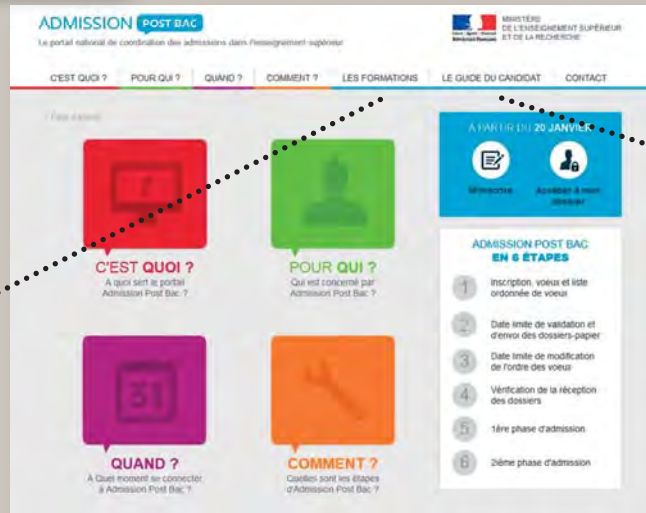 ADMISSION POST BAC
Le portail national de coordination des admissions dans l'enseignement supérieur
MINISTÈRE
DE L'ENSEIGNEMENT SUPÉRIEUR
ET DE LA RECHERCHE
C'EST QUOI ?
POUR QUI ?
QUAND ?
COMMENT ?
LES FORMATIONS
LE GUIDE DU CANDIDAT
CONTACT
C'EST QUOI ?
A quoi sert le portail
Admission Post Bac ?
POUR QUI ?
Qui est concerné par
Admission Post Bac ?
31
QUAND ?
A Quel moment se connecter
à Admission Post Bac ?
COMMENT ?
Quelles sont les étapes
d'Admission Post Bac ?
A PARTIR DU 20 JANVIER
M'inscrire
Accéder à mon
dossier
ADMISSION POST BAC
EN 6 ÉTAPES
1 Inscription, voeux et liste
ordonnée de voeux
2 Date limite de validation et
d'envoi des dossiers-papier
3 Date limite de modification
de l'ordre des voeux
4 Vérification de la réception
des dossiers
5 1ère phase d'admission
6 2ième phase d'admission